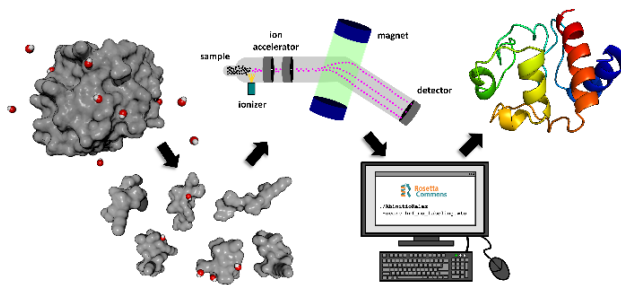 sample
ion
accelerator
ionizer
magnet
detector
Rosetta
Commons
./AbinitioRelax